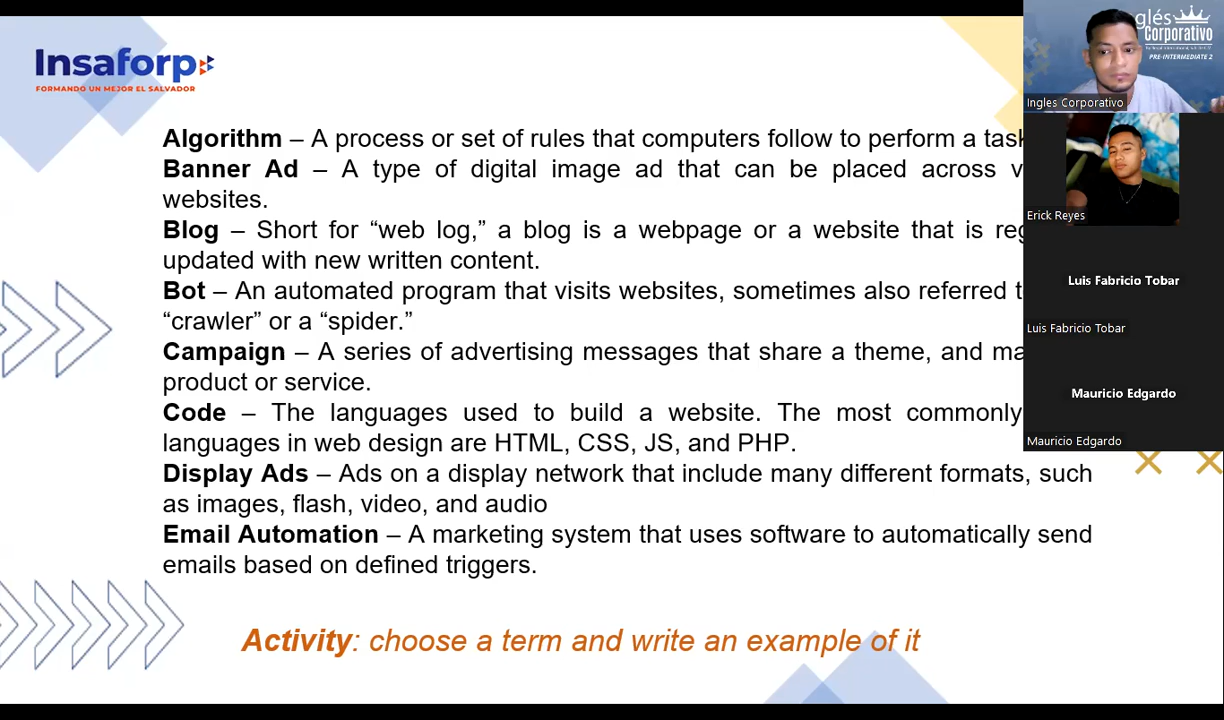 Insaforp
FORMANDO UN MEJOR EL SALVADOR
Algorithm – A process or set of rules that computers follow to perform a
Banner Ad – A type of digital image ad that can be placed across
websites.
Blog – Short for “web log,” a blog is a webpage or a website that is
updated with new written content.
Bot – An automated program that visits websites, sometimes also referred
“crawler” or a “spider.”
Campaign – A series of advertising messages that share a theme, and
product or service.
Code – The languages used to build a website. The most commonly
languages in web design are HTML, CSS, JS, and PHP.
Display Ads – Ads on a display network that include many different formats, such
as images, flash, video, and audio
Email Automation – A marketing system that uses software to automatically send
emails based on defined triggers.
Activity: choose a term and write an example of it
Corporativo
PRE-INTERMEDIATE 2
Ingles Corporativo
Erick Reyes
Luis Fabricio Tobar
Luis Fabricio Tobar
Mauricio Edgardo
Mauricio Edgardo